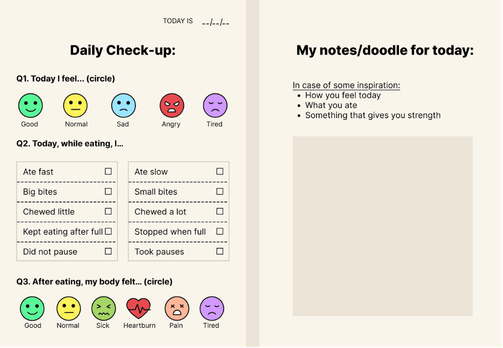 TODAY IS __/__/__
Daily Check-up:
Q1. Today I feel... (circle)
Good Normal Sad Angry Tired
Q2. Today, while eating, I...
Ate fast
Big bites
Chewed little
Kept eating after full
Did not pause
Ate slow
Small bites
Chewed a lot
Stopped when full
Took pauses
Q3. After eating, my body felt... (circle)
Good Normal Sick Heartburn Pain Tired
My notes/doodle for today:
In case of some inspiration:
• How you feel today
• What you ate
• Something that gives you strength